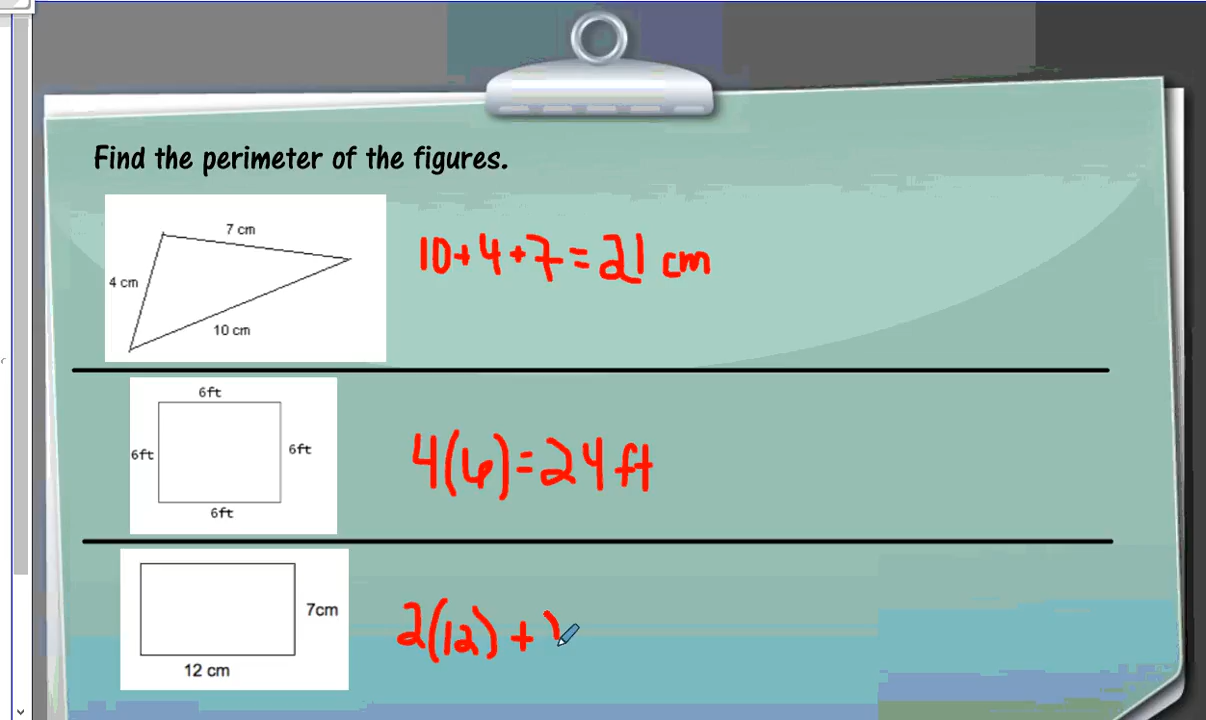 Find the perimeter of the figures.
7 cm
4 cm
10 cm
10+4+7=21 cm
6ft
6ft
6ft
6ft
4(6)=24 ft
7cm
12 cm
2(12) +